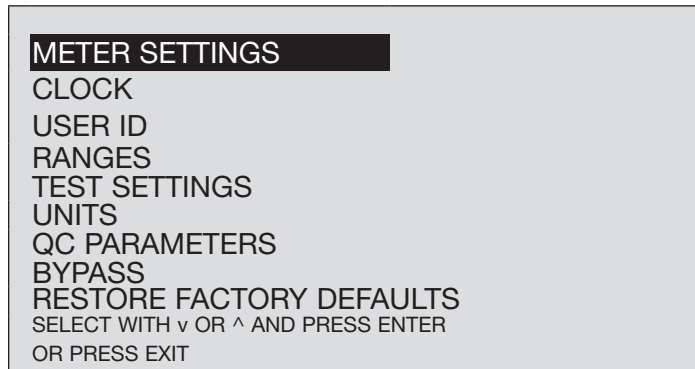 METER SETTINGS
CLOCK
USER ID
RANGES
TEST SETTINGS
UNITS
QC PARAMETERS
BYPASS
RESTORE FACTORY DEFAULTS
SELECT WITH v OR ^ AND PRESS ENTER
OR PRESS EXIT